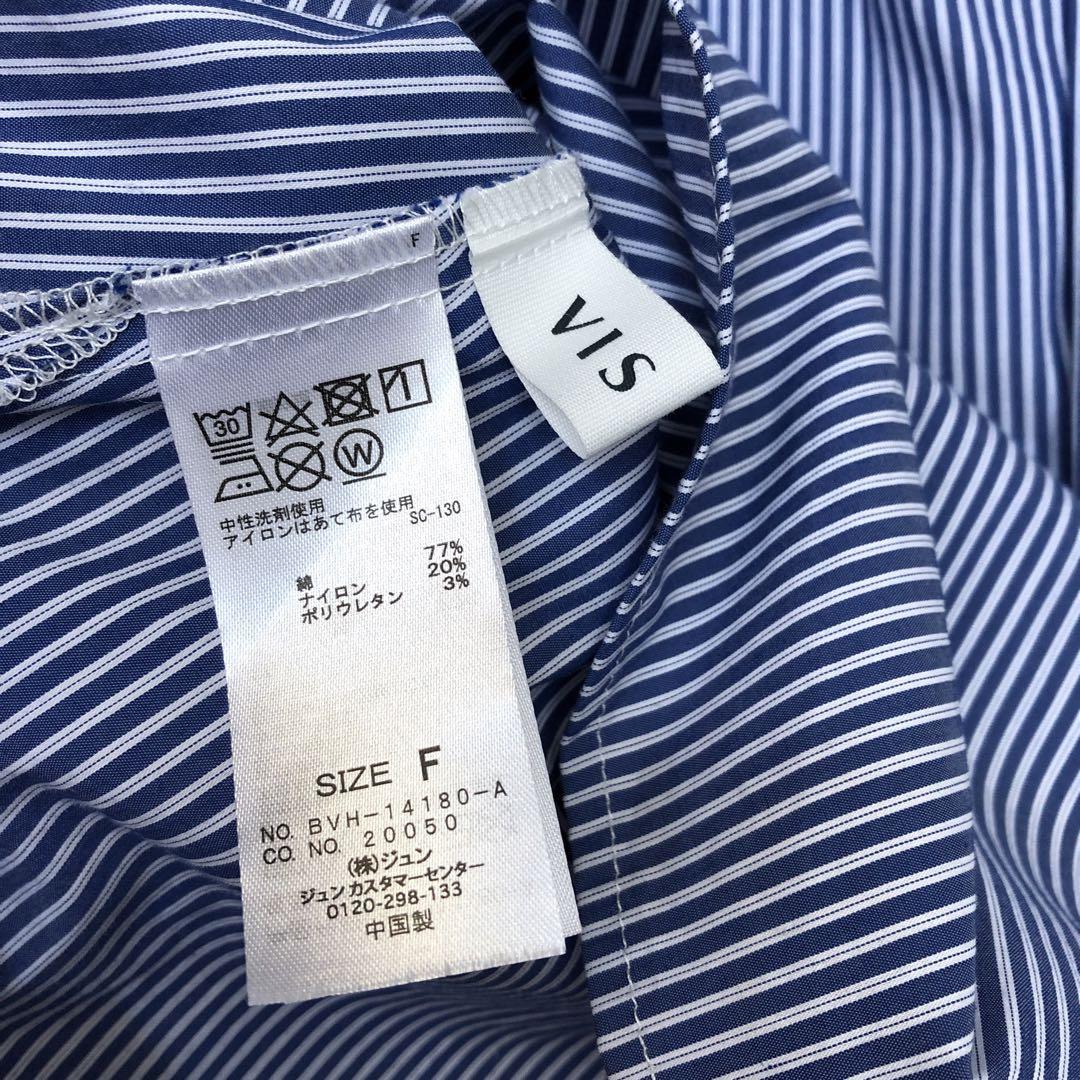 F
VIS
30
W
中性洗剤使用
アイロンはあて布を使用 SC-130
綿 77%
ナイロン 20%
ポリウレタン 3%
SIZE F
NO. BVH-14180-A
CO. NO. 20050
(株)ジュン
ジュンカスタマーセンター
0120-298-133
中国製